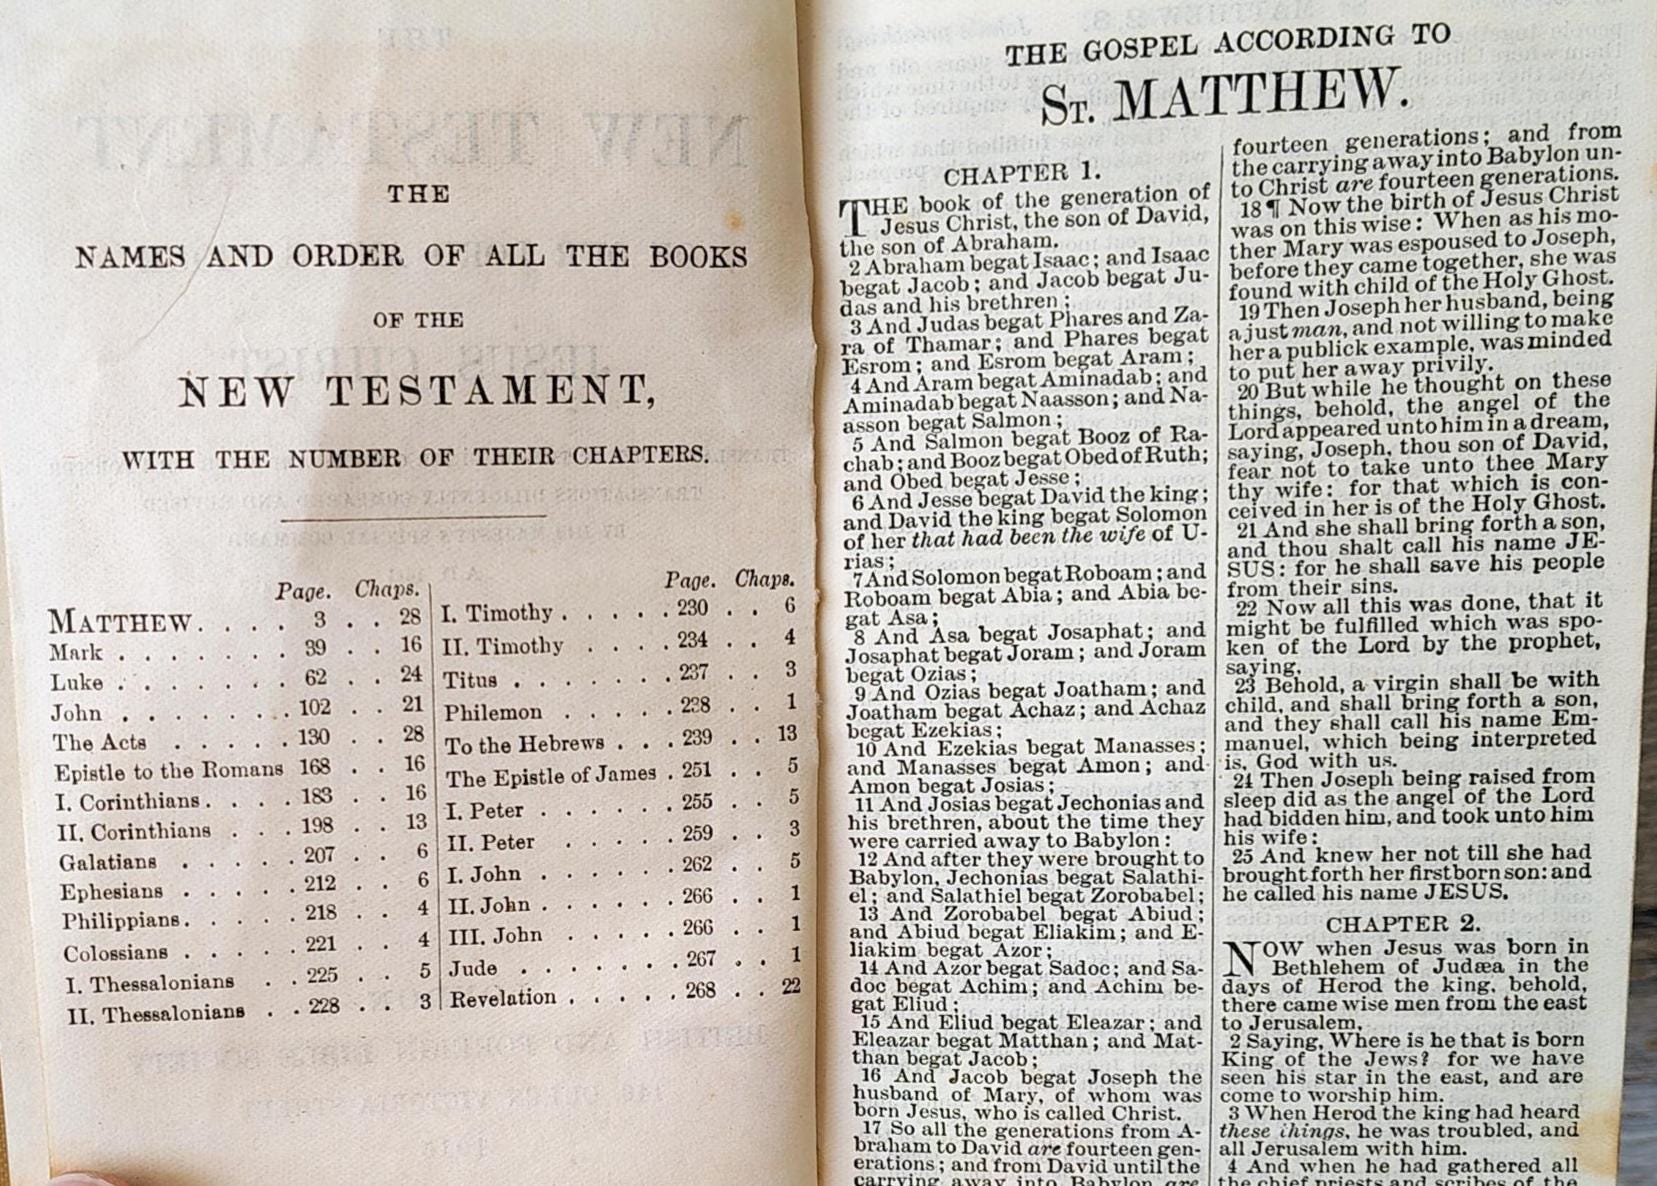 THE
NAMES AND ORDER OF ALL THE BOOKS
OF THE
NEW TESTAMENT,
WITH THE NUMBER OF THEIR CHAPTERS.
Page. Chaps.
MATTHEW. . . . . 3 . . 28
Mark . . . . . . . 39 . . 16
Luke . . . . . . . 62 . . 24
John . . . . . . . 102 . . 21
The Acts . . . . . 130 . . 28
Epistle to the Romans 168 . . 16
I. Corinthians. . . . 183 . . 16
II. Corinthians . . . 198 . . 13
Galatians . . . . . 207 . . 6
Ephesians . . . . . 212 . . 6
Philippians. . . . . 218 . . 4
Colossians . . . . . 221 . . 4
I. Thessalonians . . 225 . . 5
II. Thessalonians . . 228 . . 3
Page. Chaps.
I. Timothy . . . . . 230 . . 6
II. Timothy . . . . 234 . . 4
Titus . . . . . . . 237 . . 3
Philemon . . . . . 238 . . 1
To the Hebrews . . . 239 . . 13
The Epistle of James . 251 . . 5
I. Peter . . . . . . 255 . . 5
II. Peter . . . . . 259 . . 3
I. John . . . . . . 262 . . 5
II. John . . . . . . 266 . . 1
III. John . . . . . 266 . . 1
Jude . . . . . . . 267 . . 1
Revelation . . . . . 268 . . 22
THE GOSPEL ACCORDING TO
ST. MATTHEW.
CHAPTER 1.
THE book of the generation of
Jesus Christ, the son of David,
the son of Abraham.
2 Abraham begat Isaac; and Isaac
begat Jacob; and Jacob begat Ju-
das and his brethren;
3 And Judas begat Phares and Za-
ra of Thamar; and Phares begat
Esrom; and Esrom begat Aram;
4 And Aram begat Aminadab; and
Aminadab begat Naasson; and Na-
asson begat Salmon;
5 And Salmon begat Booz of Ra-
chab; and Booz begat Obed of Ruth;
and Obed begat Jesse;
6 And Jesse begat David the king;
and David the king begat Solomon
of her that had been the wife of U-
rias;
7 And Solomon begat Roboam; and
Roboam begat Abia; and Abia be-
gat Asa;
8 And Asa begat Josaphat; and
Josaphat begat Joram; and Joram
begat Ozias;
9 And Ozias begat Joatham; and
Joatham begat Achaz; and Achaz
begat Ezekias;
10 And Ezekias begat Manasses;
and Manasses begat Amon; and
Amon begat Josias;
11 And Josias begat Jechonias and
his brethren, about the time they
were carried away to Babylon:
12 And after they were brought to
Babylon, Jechonias begat Salathi-
el; and Salathiel begat Zorobabel;
13 And Zorobabel begat Abiud;
and Abiud begat Eliakim; and E-
liakim begat Azor;
14 And Azor begat Sadoc; and Sa-
doc begat Achim; and Achim be-
gat Eliud;
15 And Eliud begat Eleazar; and
Eleazar begat Matthan; and Mat-
than begat Jacob;
16 And Jacob begat Joseph the
husband of Mary, of whom was
born Jesus, who is called Christ.
17 So all the generations from A-
braham to David are fourteen gen-
erations; and from David until the
carrying away into Babylon are
fourteen generations; and from
the carrying away into Babylon un-
to Christ are fourteen generations.
18 ¶ Now the birth of Jesus Christ
was on this wise: When as his mo-
ther Mary was espoused to Joseph,
before they came together, she was
found with child of the Holy Ghost.
19 Then Joseph her husband, being
a just man, and not willing to make
her a publick example, was minded
to put her away privily.
20 But while he thought on these
things, behold, the angel of the
Lord appeared unto him in a dream,
saying, Joseph, thou son of David,
fear not to take unto thee Mary
thy wife: for that which is con-
ceived in her is of the Holy Ghost.
21 And she shall bring forth a son,
and thou shalt call his name JE-
SUS: for he shall save his people
from their sins.
22 Now all this was done, that it
might be fulfilled which was spo-
ken of the Lord by the prophet,
saying,
23 Behold, a virgin shall be with
child, and shall bring forth a son,
and they shall call his name Em-
manuel, which being interpreted
is, God with us.
24 Then Joseph being raised from
sleep did as the angel of the Lord
had bidden him, and took unto him
his wife:
25 And knew her not till she had
brought forth her firstborn son: and
he called his name JESUS.
CHAPTER 2.
NOW when Jesus was born in
Bethlehem of Judæa in the
days of Herod the king, behold,
there came wise men from the east
to Jerusalem,
2 Saying, Where is he that is born
King of the Jews? for we have
seen his star in the east, and are
come to worship him.
3 When Herod the king had heard
these things, he was troubled, and
all Jerusalem with him.
4 And when he had gathered all
the chief priests and scribes of the